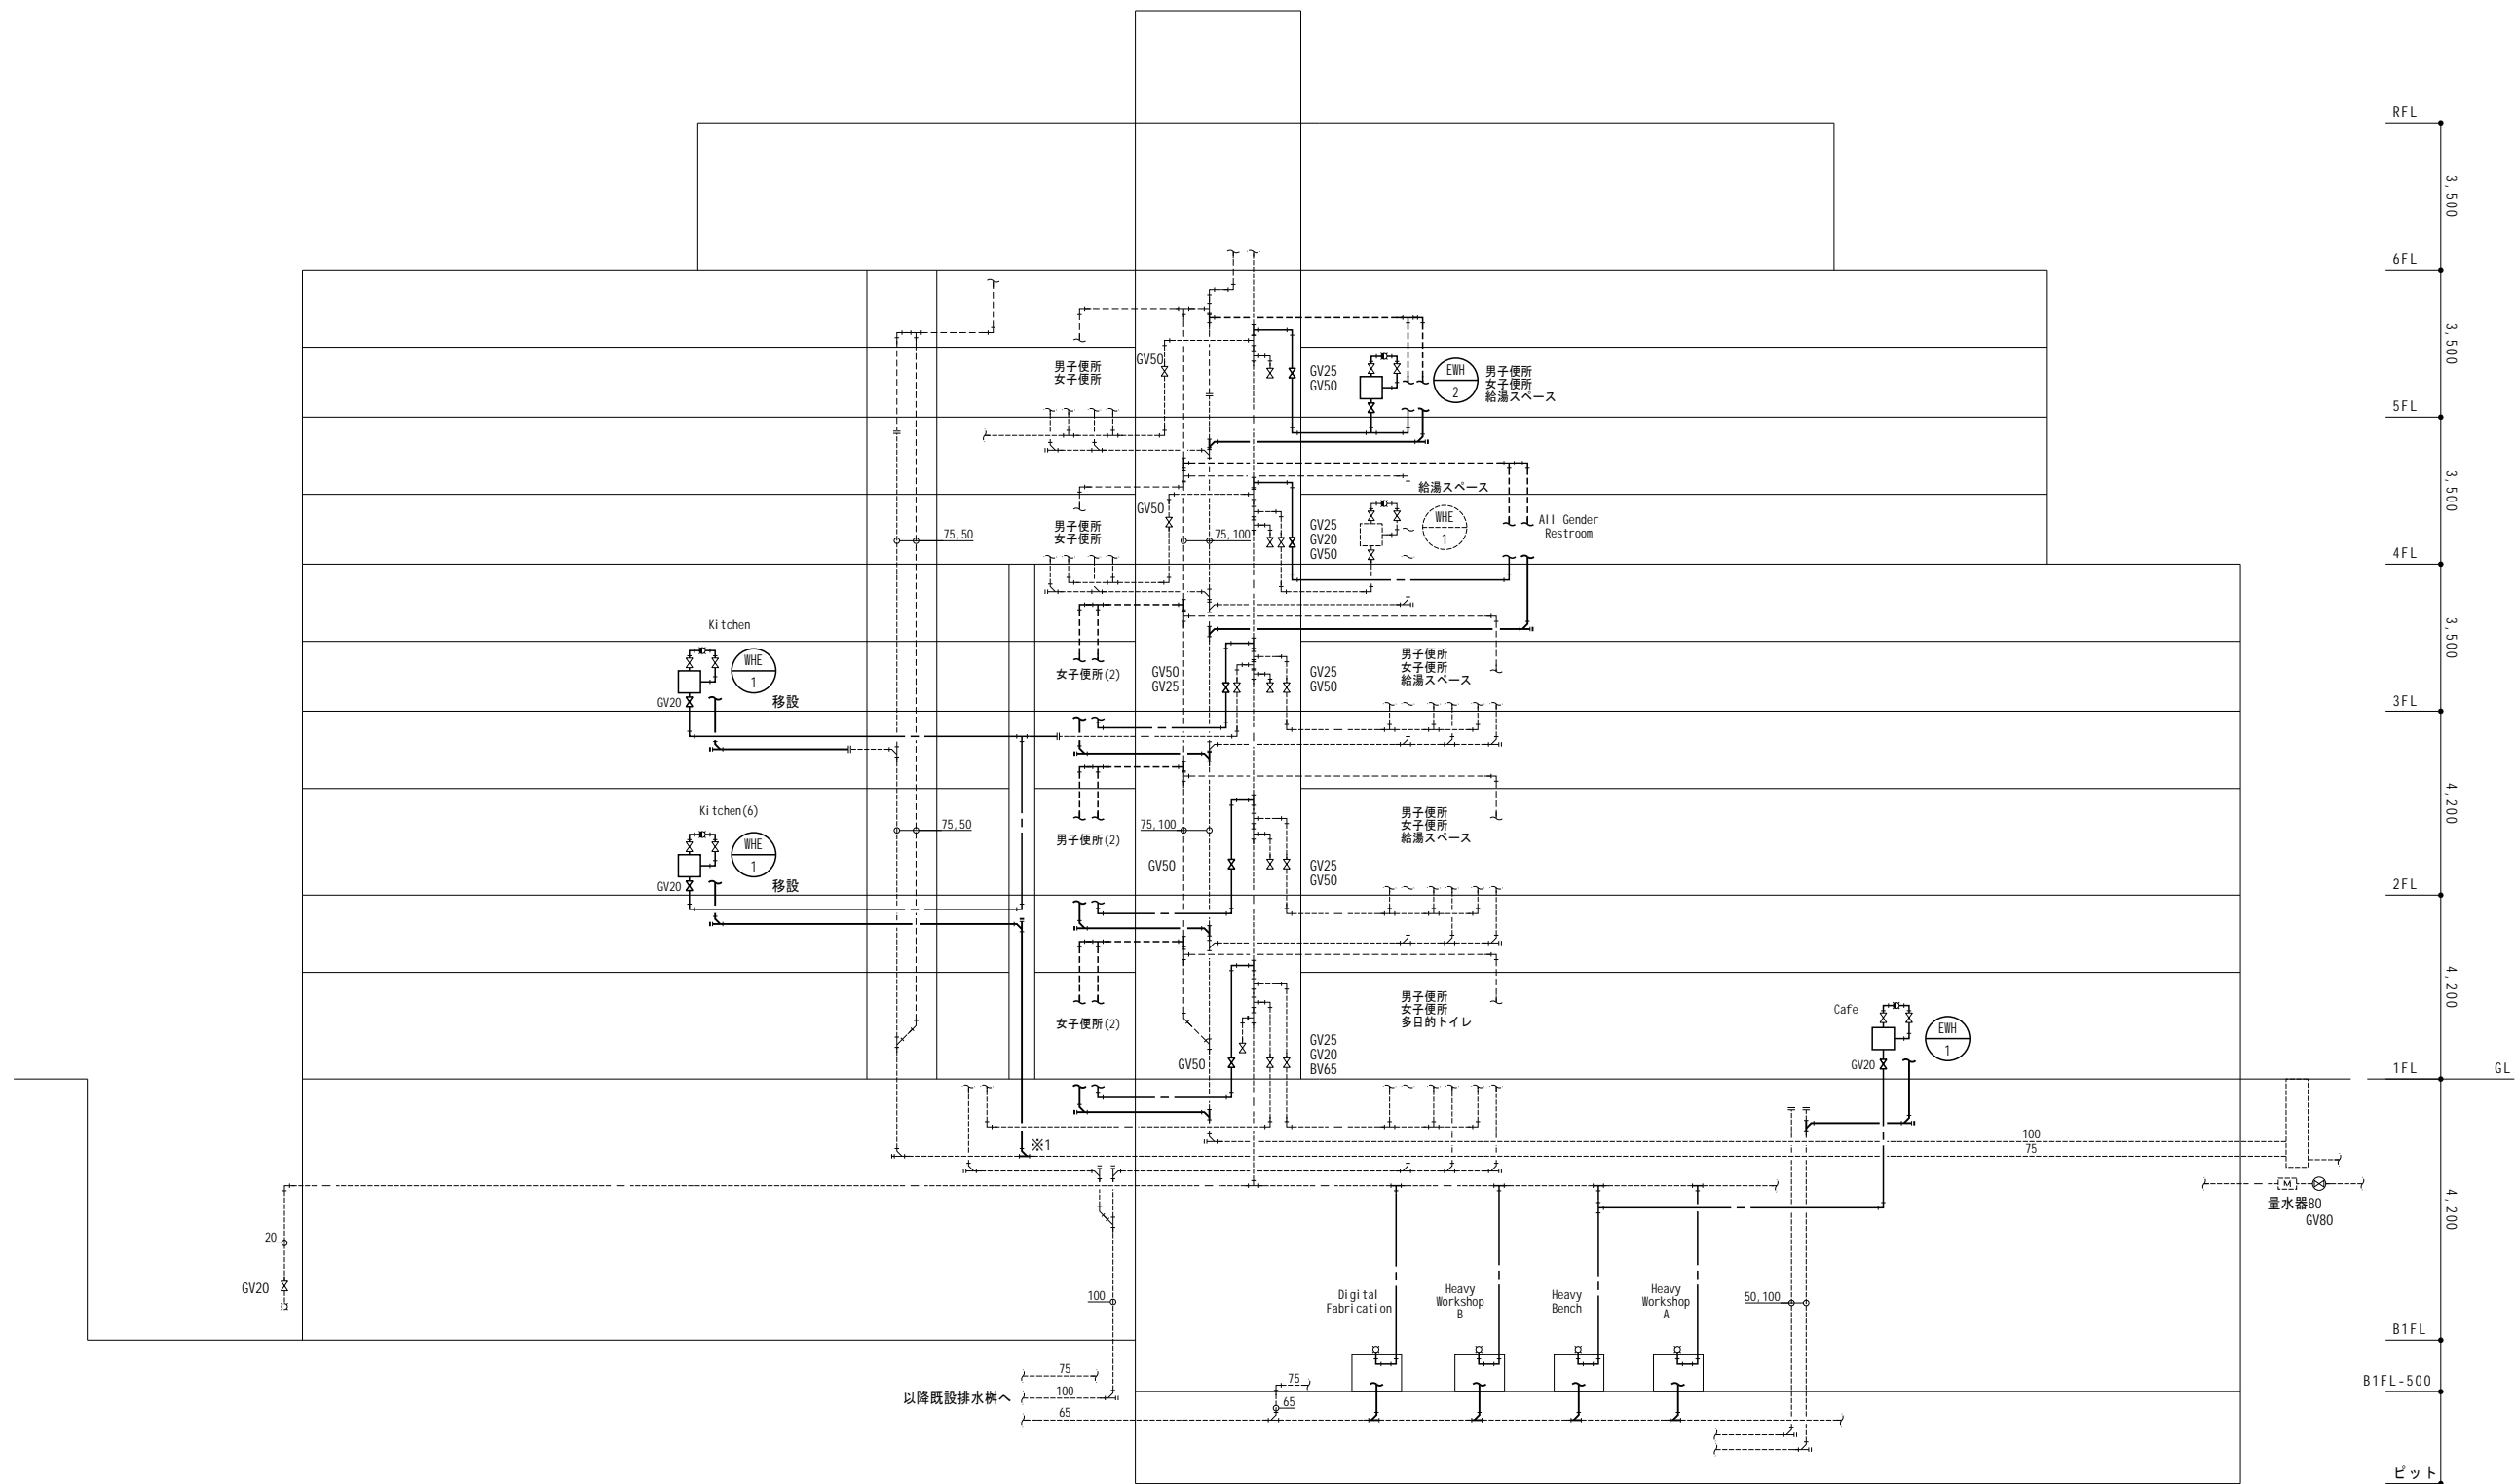 RFL
3,500
6FL
3,500
男子便所
女子便所
GV50
GV25
GV50
EWH
2
男子便所
女子便所
給湯スペース
5FL
3,500
給湯スペース
男子便所
女子便所
GV50
75,50
75,100
GV25
GV20
GV50
WHE
1
All Gender
Restroom
4FL
3,500
Kitchen
WHE
1
GV20
移設
女子便所(2)
GV50
GV25
GV25
GV50
男子便所
女子便所
給湯スペース
3FL
4,200
Kitchen(6)
WHE
1
GV20
移設
75,50
男子便所(2)
75,100
GV50
GV25
GV50
男子便所
女子便所
給湯スペース
2FL
4,200
女子便所(2)
GV50
GV25
GV20
BV65
男子便所
女子便所
多目的トイレ
Cafe
EWH
1
GV20
1FL
GL
※1
100
75
M
量水器80
GV80
4,200
20
GV20
100
Digital
Fabrication
Heavy
Workshop
B
Heavy
Bench
Heavy
Workshop
A
50,100
B1FL
75
以降既設排水桝へ
100
65
75
65
B1FL-500
ピット